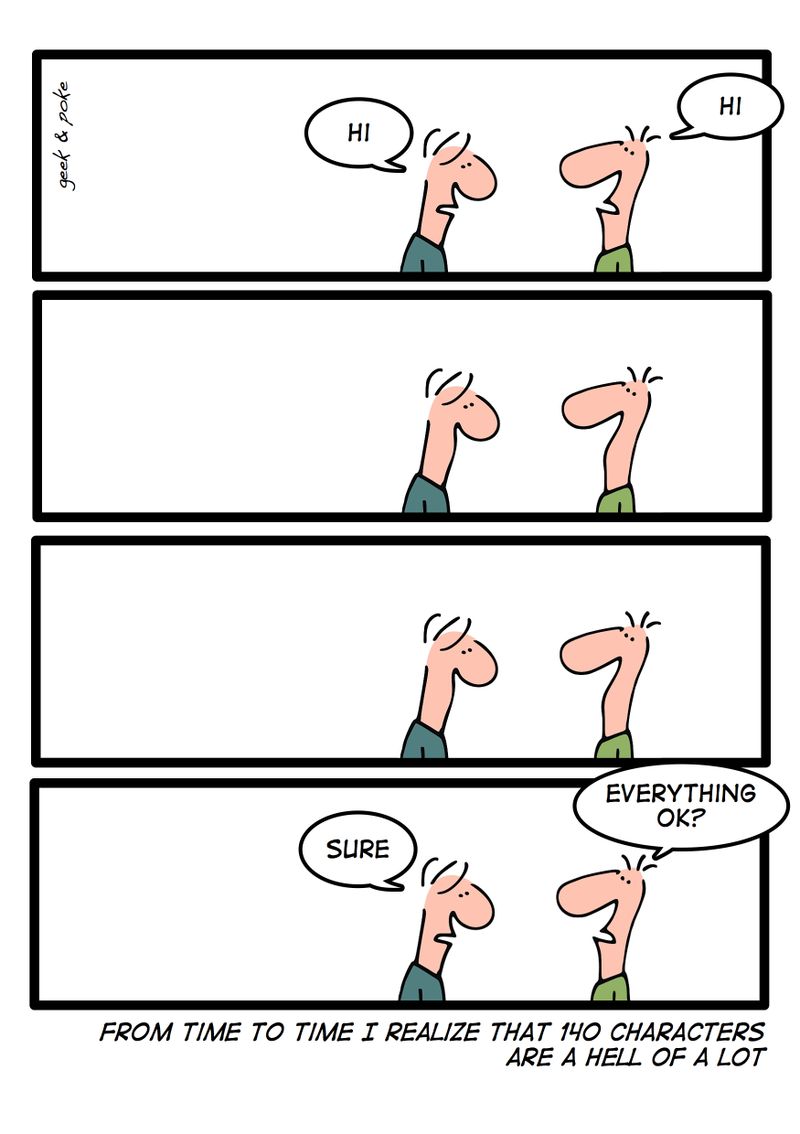 geek & poke
HI
HI
EVERYTHING
OK?
SURE
FROM TIME TO TIME I REALIZE THAT 140 CHARACTERS
ARE A HELL OF A LOT